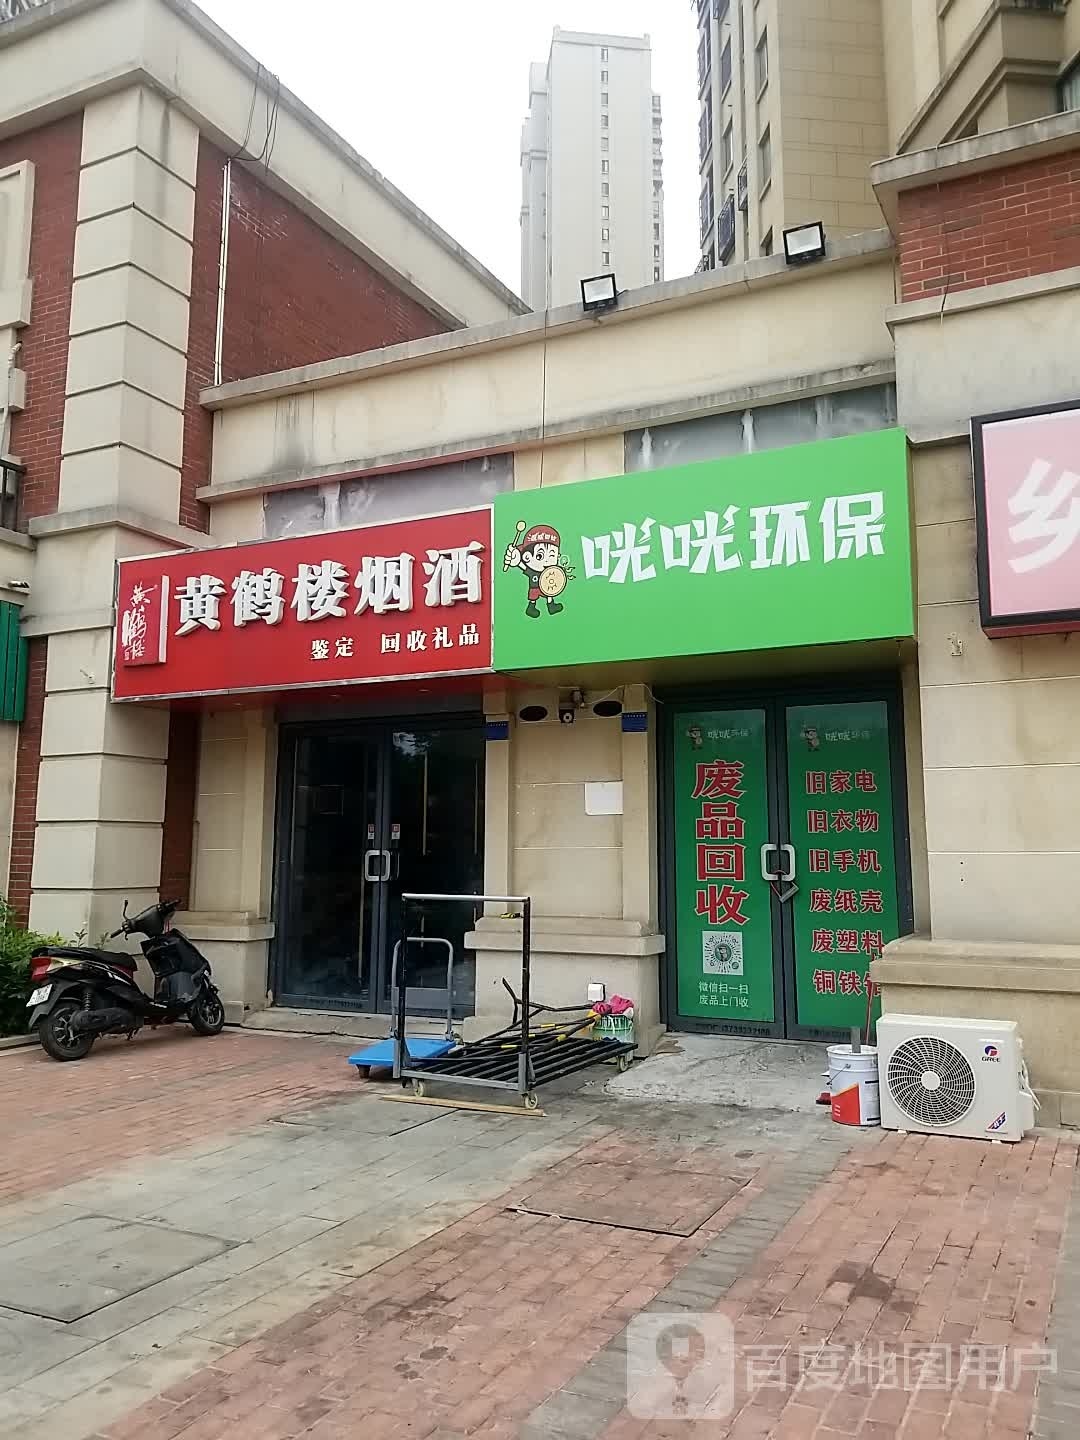 黄鹤楼
黄鹤楼烟酒
鉴定 回收礼品
咣咣环保
乡
咣咣环保
废品回收
微信扫一扫
废品上门收
咣咣环保
旧家电
旧衣物
旧手机
废纸壳
废塑料
铜铁
GREE
百度地图用户